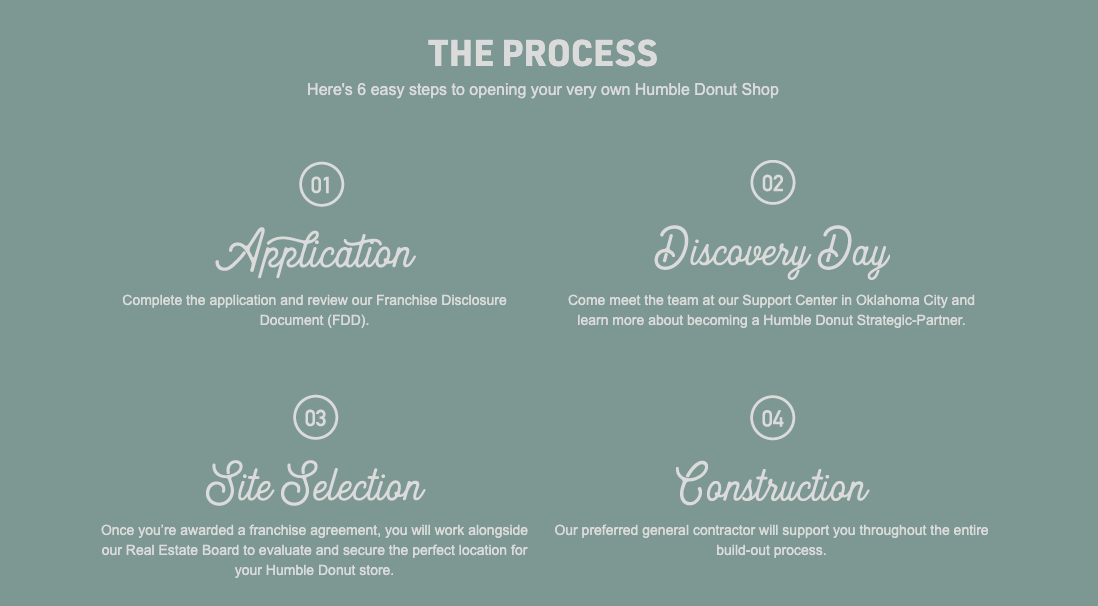 THE PROCESS
Here's 6 easy steps to opening your very own Humble Donut Shop
01
Application
Complete the application and review our Franchise Disclosure
Document (FDD).
02
Discovery Day
Come meet the team at our Support Center in Oklahoma City and
learn more about becoming a Humble Donut Strategic-Partner.
03
Site Selection
Once you’re awarded a franchise agreement, you will work alongside
our Real Estate Board to evaluate and secure the perfect location for
your Humble Donut store.
04
Construction
Our preferred general contractor will support you throughout the entire
build-out process.